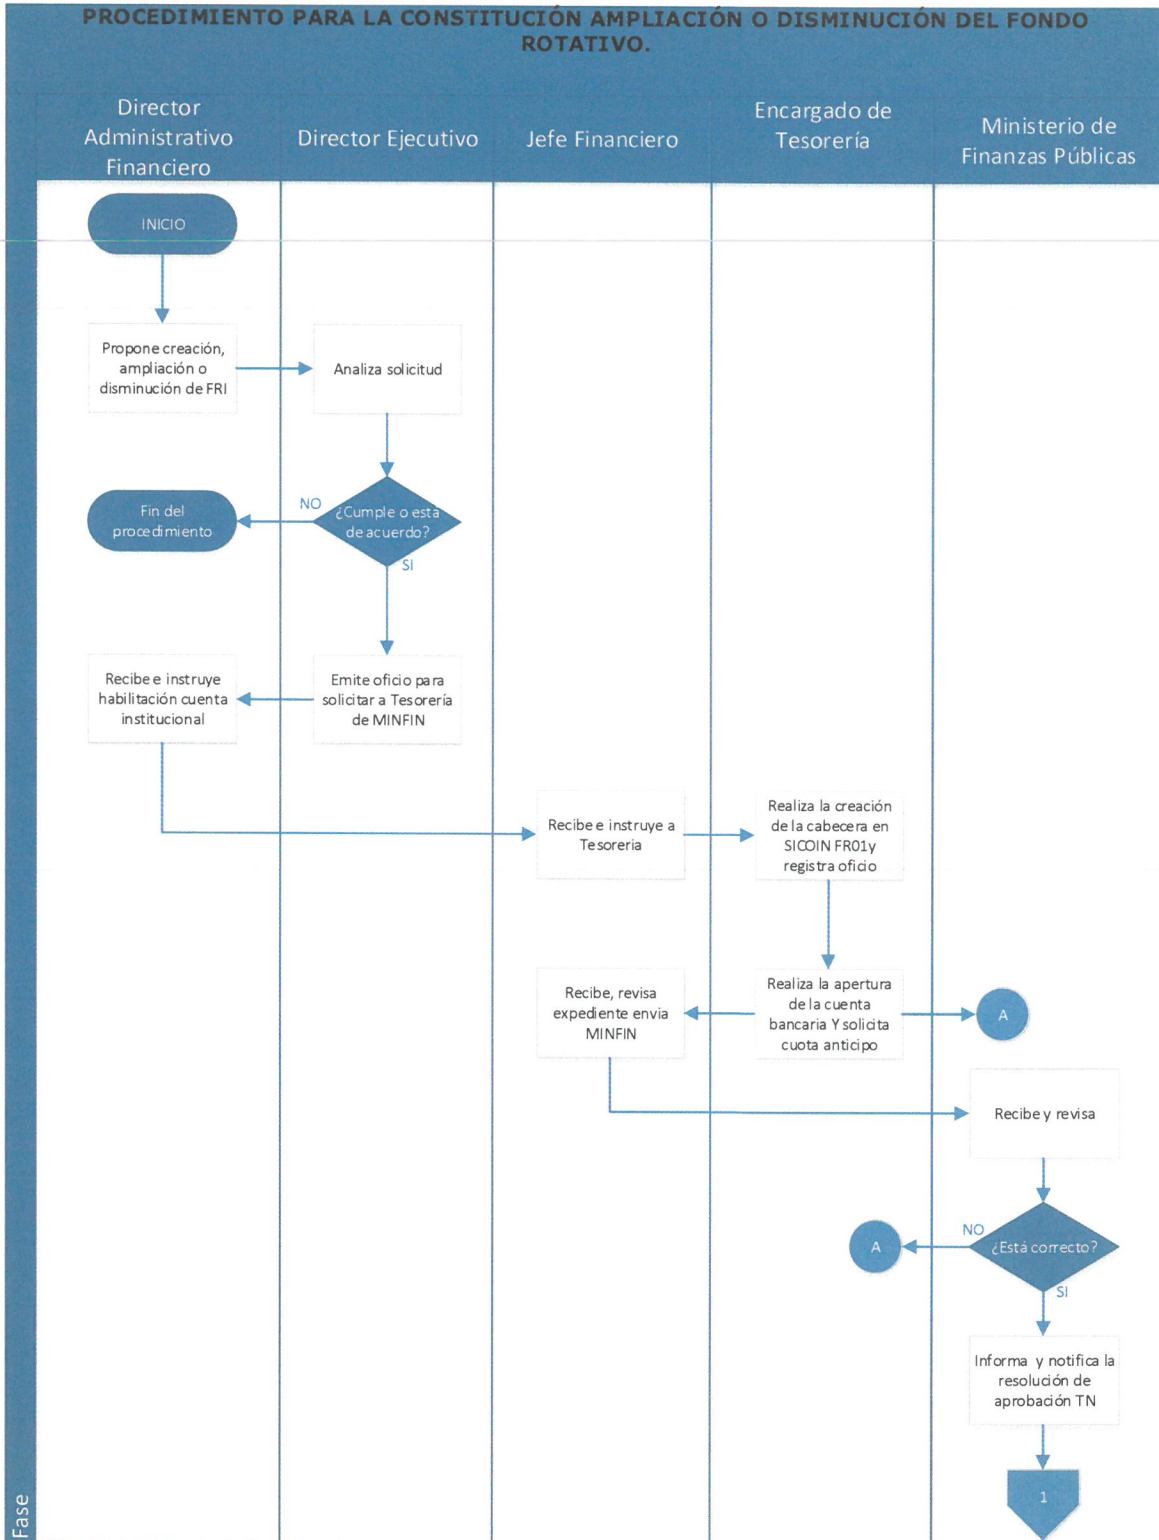 PROCEDIMIENTO PARA LA CONSTITUCIÓN AMPLIACIÓN O DISMINUCIÓN DEL FONDO
ROTATIVO.
Director
Administrativo
Financiero
Director Ejecutivo
Jefe Financiero
Encargado de
Tesorería
Ministerio de
Finanzas Públicas
INICIO
Propone creación,
ampliación o
disminución de FRI
Analiza solicitud
Fin del
procedimiento
NO
¿Cumple o esta
de acuerdo?
SI
Recibe e instruye
habilitación cuenta
institucional
Emite oficio para
solicitar a Tesorería
de MINFIN
Recibe e instruye a
Tesoreria
Realiza la creación
de la cabecera en
SICOIN FR01y
registra oficio
Recibe, revisa
expediente envia
MINFIN
Realiza la apertura
de la cuenta
bancaria Y solicita
cuota anticipo
A
Recibe y revisa
A
NO
¿Está correcto?
SI
Informa y notifica la
resolución de
aprobación TN
1
Fase